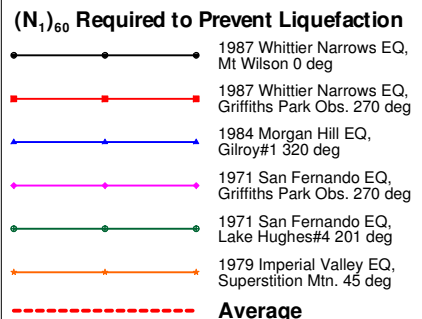 (N₁)₆₀ Required to Prevent Liquefaction
1987 Whittier Narrows EQ,
Mt Wilson 0 deg
1987 Whittier Narrows EQ,
Griffiths Park Obs. 270 deg
1984 Morgan Hill EQ,
Gilroy#1 320 deg
1971 San Fernando EQ,
Griffiths Park Obs. 270 deg
1971 San Fernando EQ,
Lake Hughes#4 201 deg
1979 Imperial Valley EQ,
Superstition Mtn. 45 deg
Average